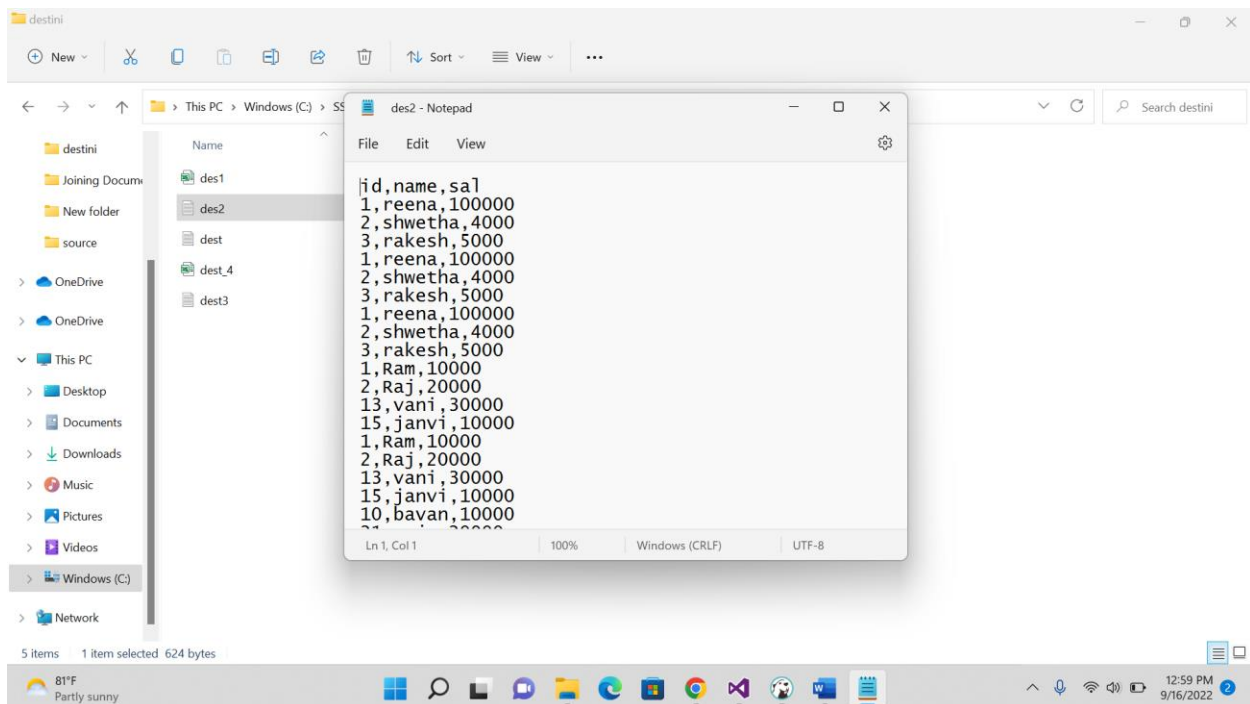 destini
New
Sort
View
This PC > Windows (C:) > SS
Search destini
destini
Joining Docume
New folder
source
OneDrive
OneDrive
This PC
Desktop
Documents
Downloads
Music
Pictures
Videos
Windows (C:)
Network
Name
des1
des2
dest
dest_4
dest3
des2 - Notepad
File Edit View
id,name,sal
1,reena,100000
2,shwetha,4000
3,rakesh,5000
1,reena,100000
2,shwetha,4000
3,rakesh,5000
1,reena,100000
2,shwetha,4000
3,rakesh,5000
1,Ram,10000
2,Raj,20000
13,vani,30000
15,janvi,10000
1,Ram,10000
2,Raj,20000
13,vani,30000
15,janvi,10000
10,bavan,10000
Ln 1, Col 1 100% Windows (CRLF) UTF-8
5 items 1 item selected 624 bytes
81°F
Partly sunny
12:59 PM
9/16/2022
2